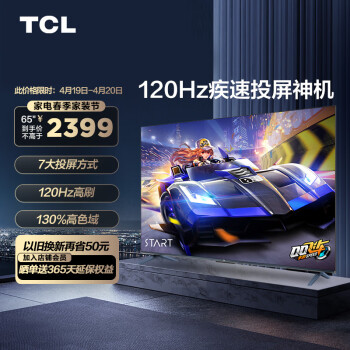 TCL
此价格时限：4月19日~4月20日
家电春季家装节
65"¥
到手价
不高于
2399
7大投屏方式
120Hz高刷
130%高色域
以旧换新再省50元
加入店铺会员
晒单送365天延保权益
120Hz疾速投屏神机
START
QQ飞车